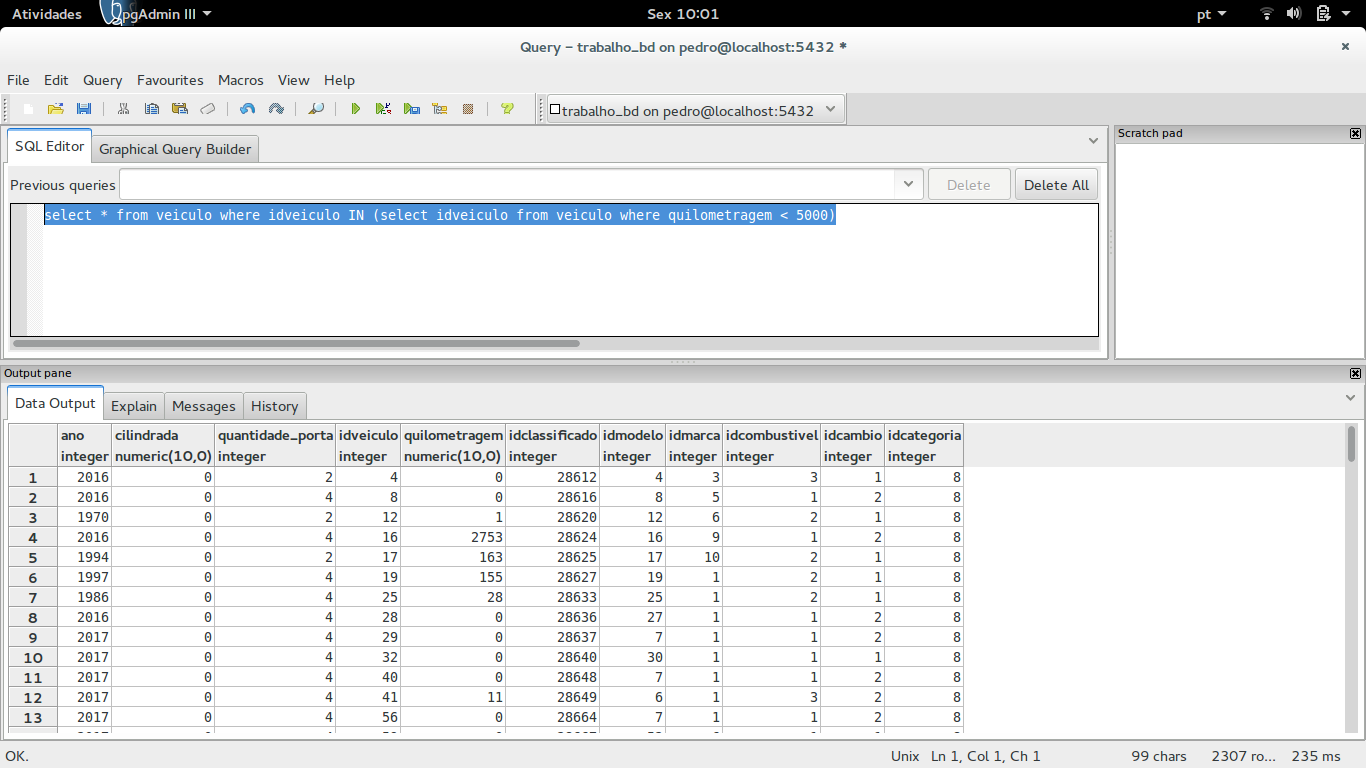 Atividades pgAdmin III Sex 10:01 pt
Query - trabalho_bd on pedro@localhost:5432 *
File Edit Query Favourites Macros View Help
trabalho_bd on pedro@localhost:5432
SQL Editor Graphical Query Builder
Scratch pad
Previous queries Delete Delete All
select * from veiculo where idveiculo IN (select idveiculo from veiculo where quilometragem < 5000)
Output pane
Data Output Explain Messages History
ano cilindrada quantidade_porta idveiculo quilometragem idclassificado idmodelo idmarca idcombustivel idcambio idcategoria
integer numeric(10,0) integer integer numeric(10,0) integer integer integer integer integer integer
1 2016 0 2 4 0 28612 4 3 3 1 8
2 2016 0 4 8 0 28616 8 5 1 2 8
3 1970 0 2 12 1 28620 12 6 2 1 8
4 2016 0 4 16 2753 28624 16 9 1 2 8
5 1994 0 2 17 163 28625 17 10 2 1 8
6 1997 0 4 19 155 28627 19 1 2 1 8
7 1986 0 4 25 28 28633 25 1 2 1 8
8 2016 0 4 28 0 28636 27 1 1 2 8
9 2017 0 4 29 0 28637 7 1 1 2 8
10 2017 0 4 32 0 28640 30 1 1 1 8
11 2017 0 4 40 0 28648 7 1 1 2 8
12 2017 0 4 41 11 28649 6 1 3 2 8
13 2017 0 4 56 0 28664 7 1 1 2 8
OK. Unix Ln 1, Col 1, Ch 1 99 chars 2307 ro... 235 ms